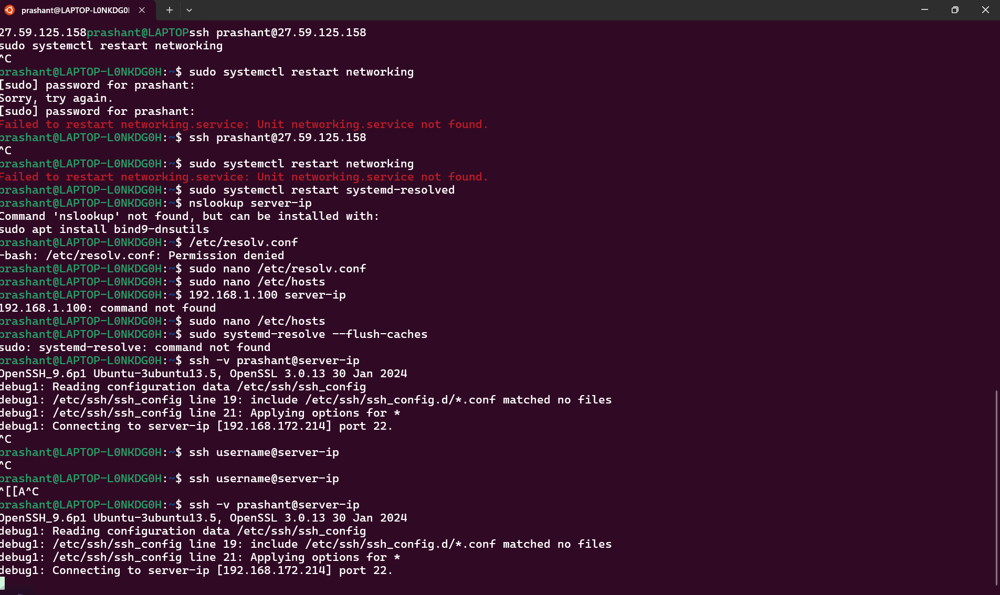 prashant@LAPTOP-L0NKDG0
27.59.125.158prashant@LAPTOPssh prashant@27.59.125.158
sudo systemctl restart networking
^C
prashant@LAPTOP-L0NKDG0H:~$ sudo systemctl restart networking
[sudo] password for prashant:
Sorry, try again.
[sudo] password for prashant:
Failed to restart networking.service: Unit networking.service not found.
prashant@LAPTOP-L0NKDG0H:~$ ssh prashant@27.59.125.158
^C
prashant@LAPTOP-L0NKDG0H:~$ sudo systemctl restart networking
Failed to restart networking.service: Unit networking.service not found.
prashant@LAPTOP-L0NKDG0H:~$ sudo systemctl restart systemd-resolved
prashant@LAPTOP-L0NKDG0H:~$ nslookup server-ip
Command 'nslookup' not found, but can be installed with:
sudo apt install bind9-dnsutils
prashant@LAPTOP-L0NKDG0H:~$ /etc/resolv.conf
-bash: /etc/resolv.conf: Permission denied
prashant@LAPTOP-L0NKDG0H:~$ sudo nano /etc/resolv.conf
prashant@LAPTOP-L0NKDG0H:~$ sudo nano /etc/hosts
prashant@LAPTOP-L0NKDG0H:~$ 192.168.1.100 server-ip
192.168.1.100: command not found
prashant@LAPTOP-L0NKDG0H:~$ sudo nano /etc/hosts
prashant@LAPTOP-L0NKDG0H:~$ sudo systemd-resolve --flush-caches
sudo: systemd-resolve: command not found
prashant@LAPTOP-L0NKDG0H:~$ ssh -v prashant@server-ip
OpenSSH_9.6p1 Ubuntu-3ubuntu13.5, OpenSSL 3.0.13 30 Jan 2024
debug1: Reading configuration data /etc/ssh/ssh_config
debug1: /etc/ssh/ssh_config line 19: include /etc/ssh/ssh_config.d/*.conf matched no files
debug1: /etc/ssh/ssh_config line 21: Applying options for *
debug1: Connecting to server-ip [192.168.172.214] port 22.
^C
prashant@LAPTOP-L0NKDG0H:~$ ssh username@server-ip
^C
prashant@LAPTOP-L0NKDG0H:~$ ssh username@server-ip
^[[A^C
prashant@LAPTOP-L0NKDG0H:~$ ssh -v prashant@server-ip
OpenSSH_9.6p1 Ubuntu-3ubuntu13.5, OpenSSL 3.0.13 30 Jan 2024
debug1: Reading configuration data /etc/ssh/ssh_config
debug1: /etc/ssh/ssh_config line 19: include /etc/ssh/ssh_config.d/*.conf matched no files
debug1: /etc/ssh/ssh_config line 21: Applying options for *
debug1: Connecting to server-ip [192.168.172.214] port 22.